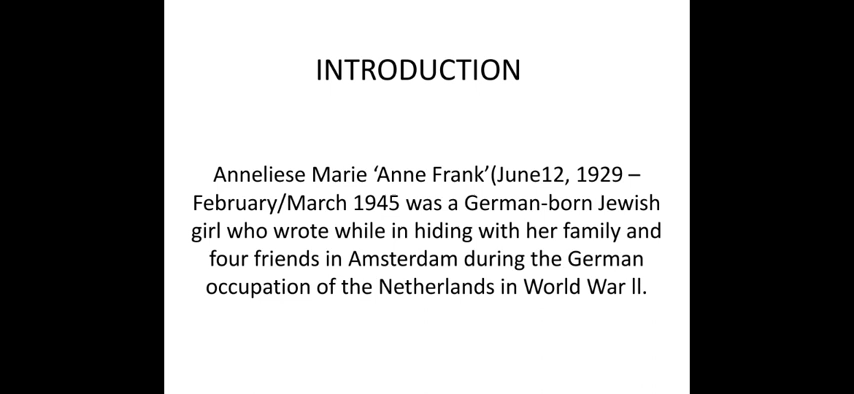 INTRODUCTION
Anneliese Marie ‘Anne Frank’(June12, 1929 –
February/March 1945 was a German-born Jewish
girl who wrote while in hiding with her family and
four friends in Amsterdam during the German
occupation of the Netherlands in World War ll.